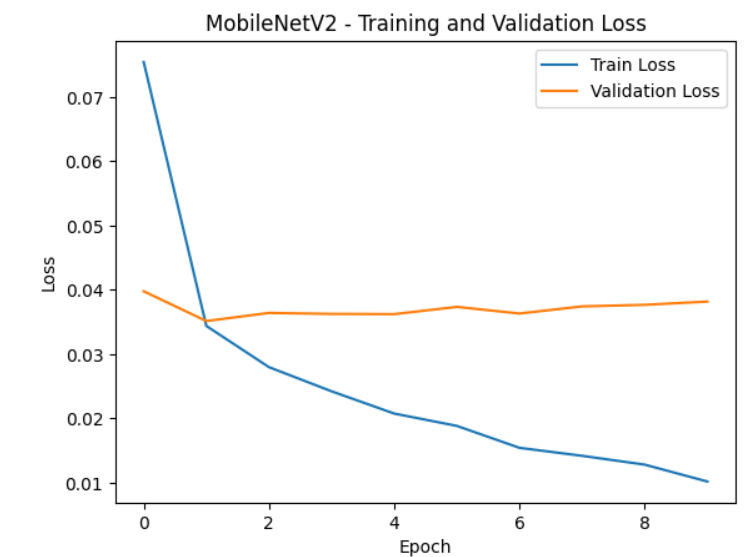 MobileNetV2 - Training and Validation Loss
Train Loss
Validation Loss
0.07
0.06
0.05
0.04
0.03
0.02
0.01
Loss
0 2 4 6 8
Epoch